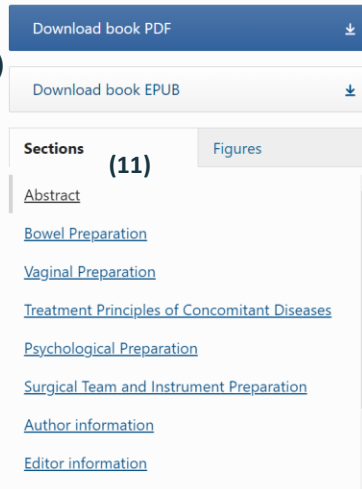 Download book PDF
)
Download book EPUB
Sections
Figures
(11)
Abstract
Bowel Preparation
Vaginal Preparation
Treatment Principles of Concomitant Diseases
Psychological Preparation
Surgical Team and Instrument Preparation
Author information
Editor information